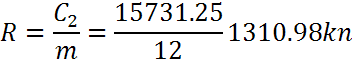 R = C₂/m = 15731.25/12 1310.98kn